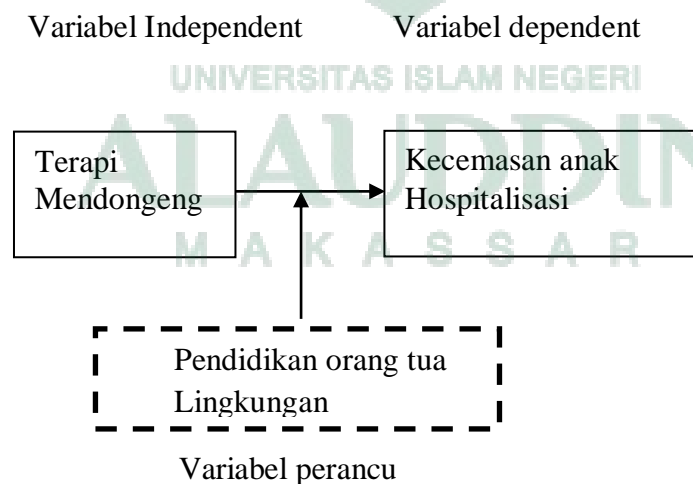 Variabel Independent Variabel dependent
UNIVERSITAS ISLAM NEGERI
ALAUDDIN
MAKASSAR
Terapi
Mendongeng
Kecemasan anak
Hospitalisasi
Pendidikan orang tua
Lingkungan
Variabel perancu